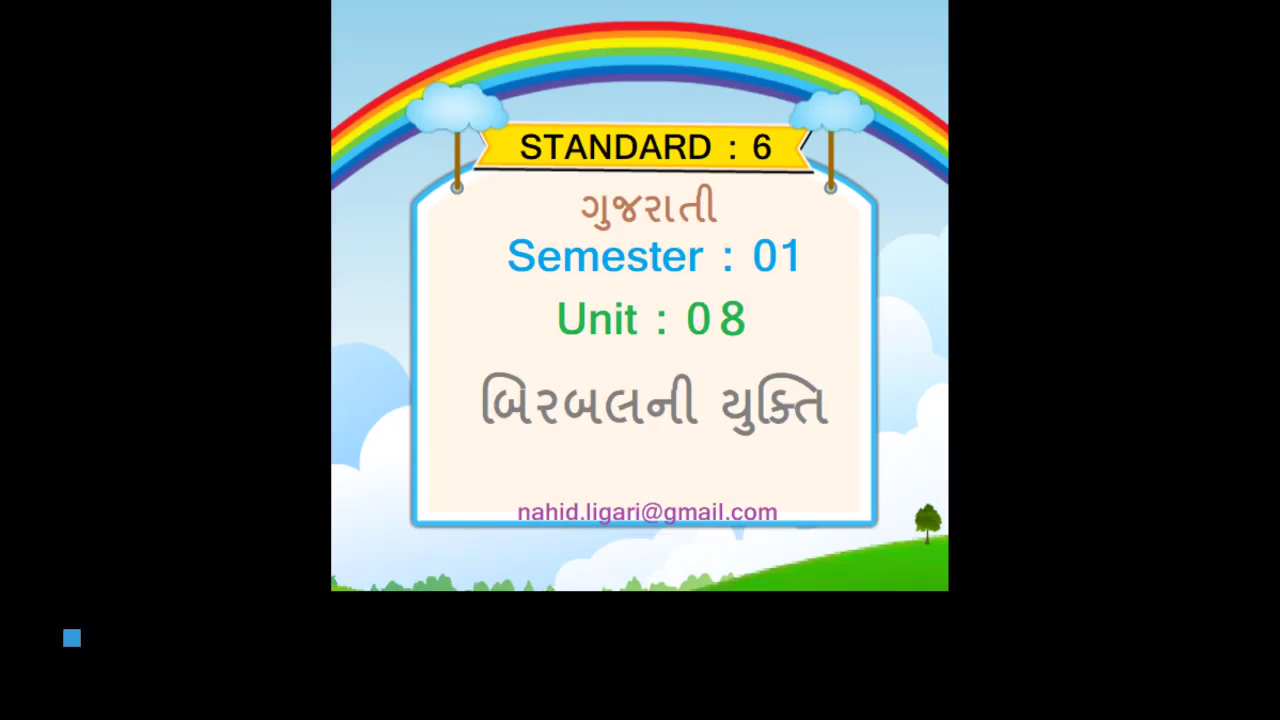 STANDARD : 6
ગુજરાતી
Semester : 01
Unit : 08
બિરબલની યુક્તિ
nahid.ligari@gmail.com